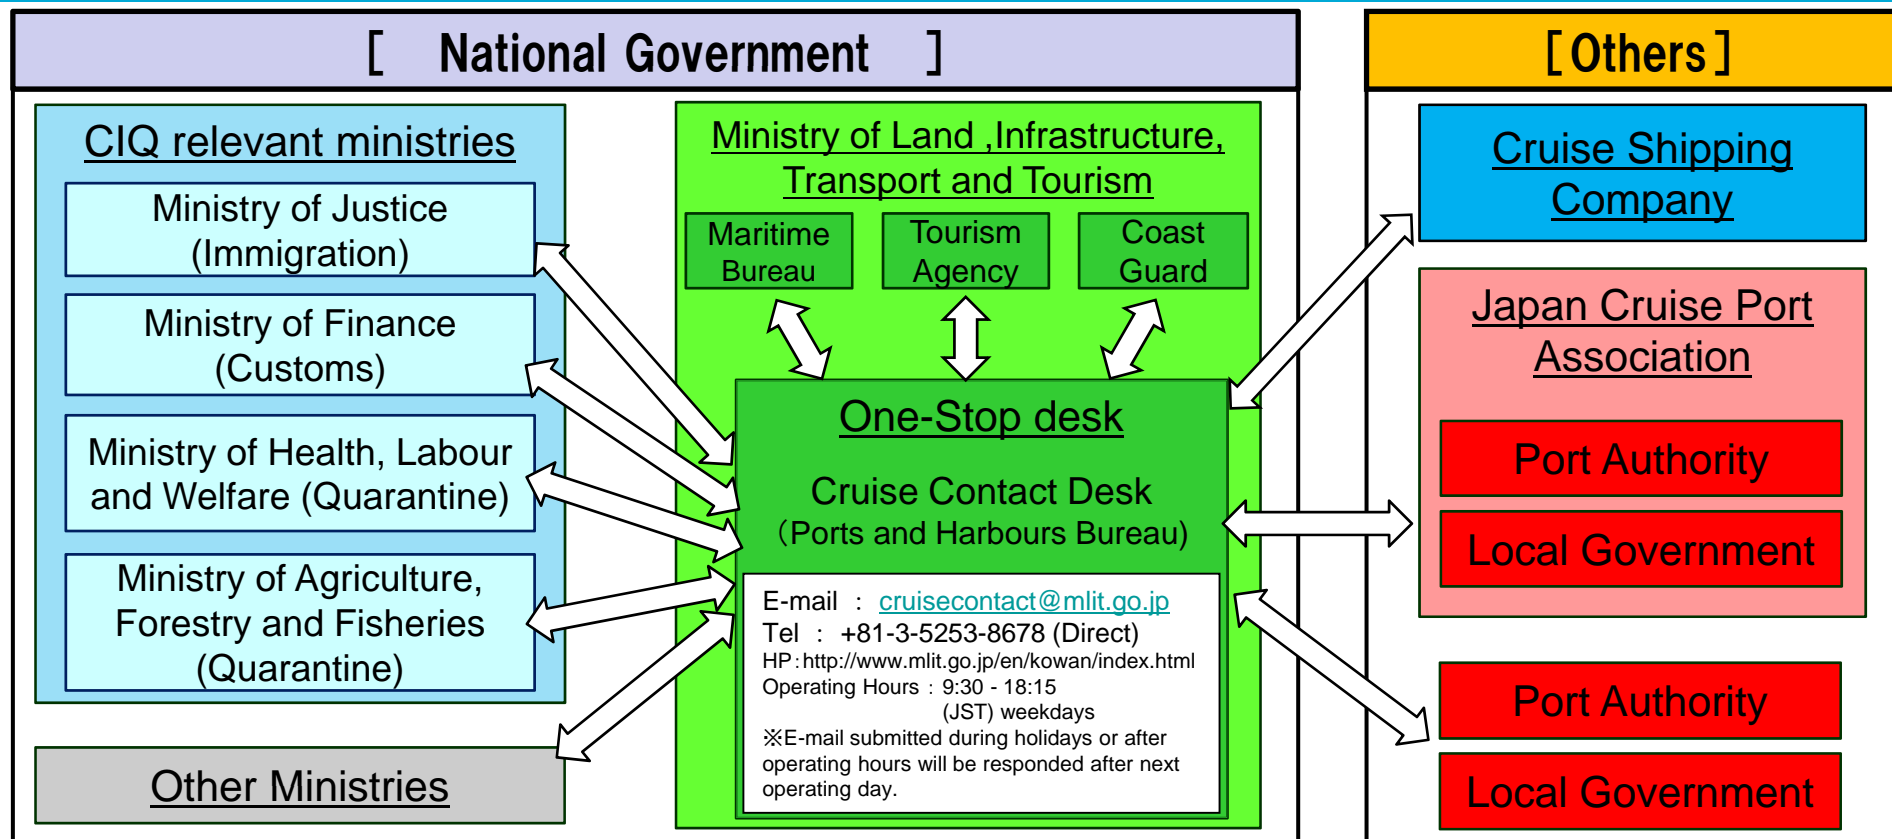 [ National Government ]
[Others]
CIQ relevant ministries
Ministry of Justice
(Immigration)
Ministry of Finance
(Customs)
Ministry of Health, Labour
and Welfare (Quarantine)
Ministry of Agriculture,
Forestry and Fisheries
(Quarantine)
Other Ministries
Ministry of Land ,Infrastructure,
Transport and Tourism
Maritime
Bureau
Tourism
Agency
Coast
Guard
One-Stop desk
Cruise Contact Desk
（Ports and Harbours Bureau)
E-mail ： cruisecontact@mlit.go.jp
Tel ： +81-3-5253-8678 (Direct)
HP：http://www.mlit.go.jp/en/kowan/index.html
Operating Hours ： 9:30 - 18:15
(JST) weekdays
※E-mail submitted during holidays or after
operating hours will be responded after next
operating day.
Cruise Shipping
Company
Japan Cruise Port
Association
Port Authority
Local Government
Port Authority
Local Government